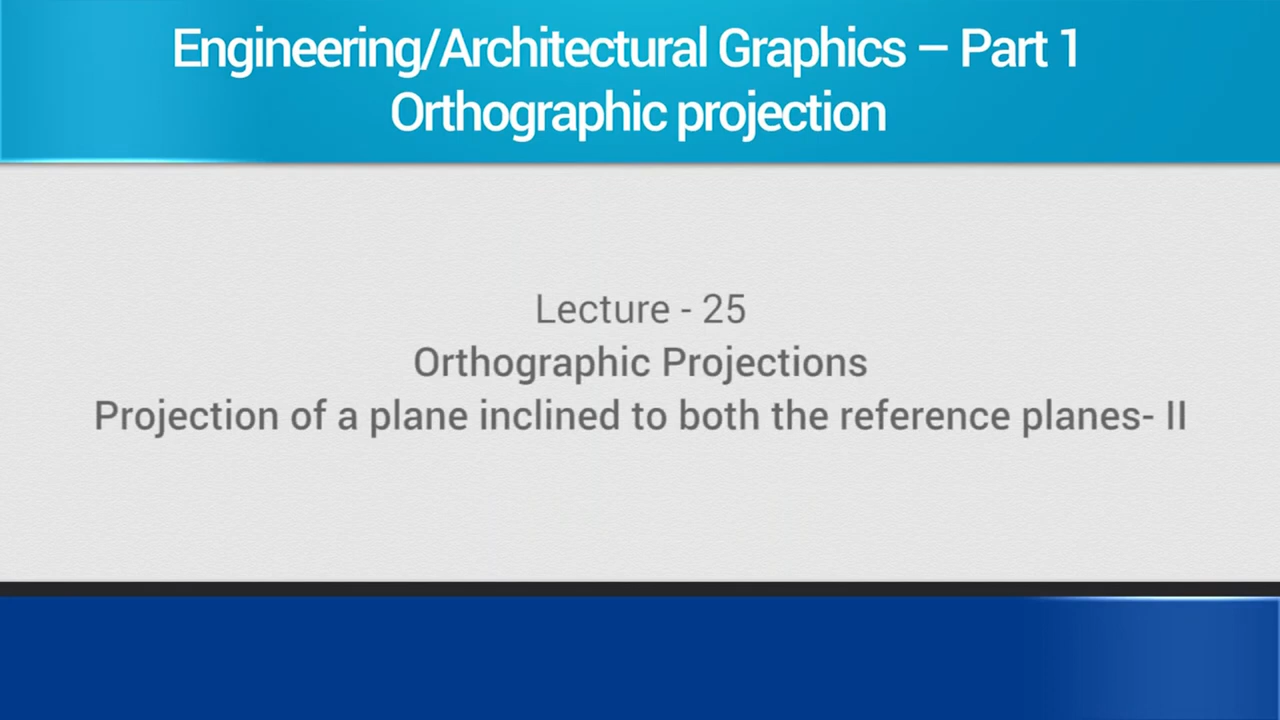 Engineering/Architectural Graphics – Part 1
Orthographic projection
Lecture - 25
Orthographic Projections
Projection of a plane inclined to both the reference planes- II